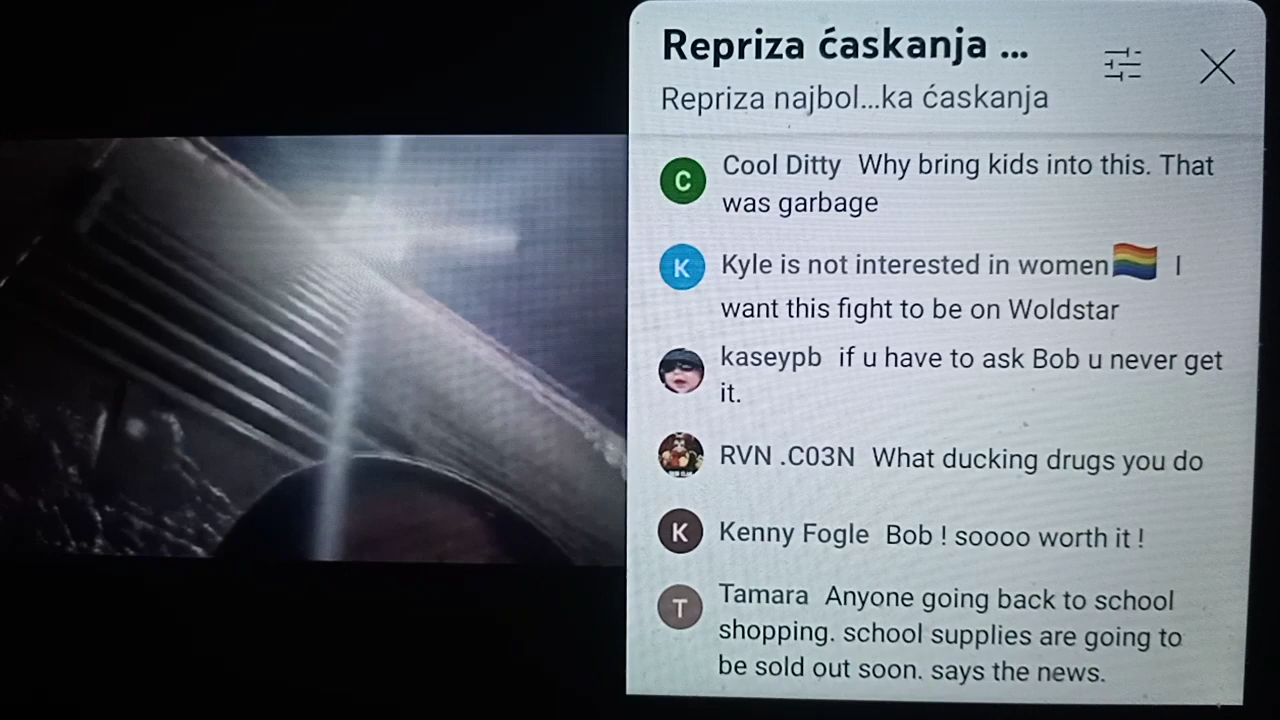 Repriza ćaskanja ...
Repriza najbol...ka ćaskanja
C Cool Ditty Why bring kids into this. That
was garbage
K Kyle is not interested in women🏳️‍🌈 I
want this fight to be on Woldstar
kaseypb if u have to ask Bob u never get
it.
RVN .C03N What ducking drugs you do
K Kenny Fogle Bob ! soooo worth it !
T Tamara Anyone going back to school
shopping. school supplies are going to
be sold out soon. says the news.